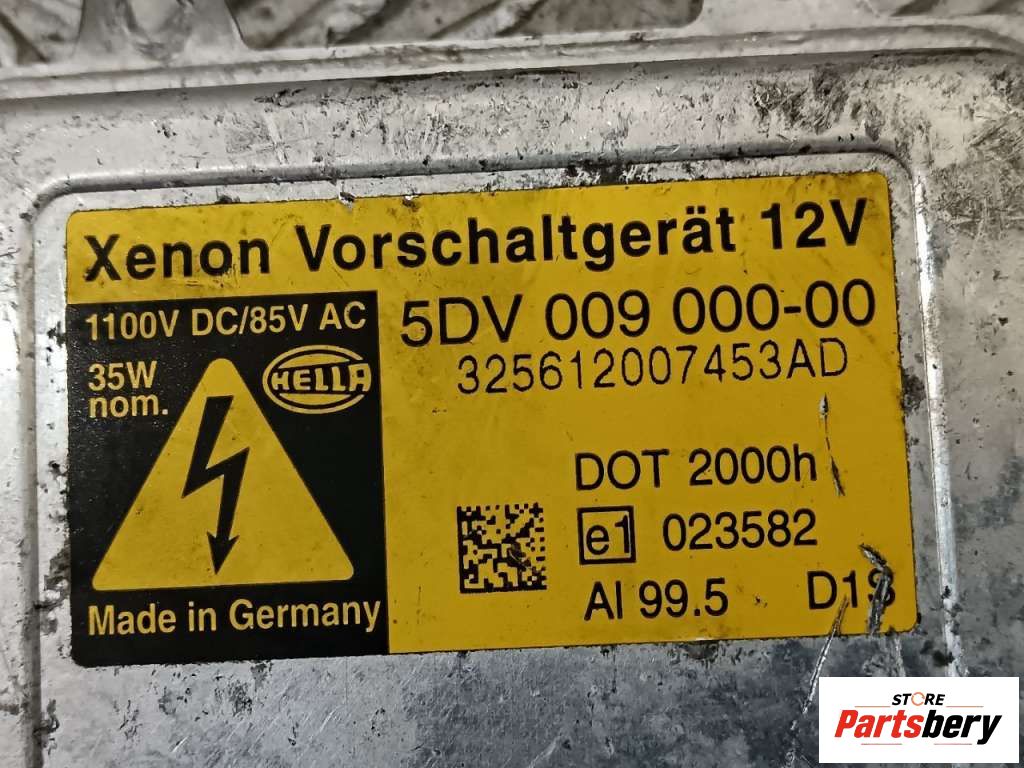 Xenon Vorschaltgerät 12V
1100V DC/85V AC
35W
nom.
HELLA
Made in Germany
5DV 009 000-00
325612007453AD
DOT 2000h
e1 023582
Al 99.5 D1S
STORE
Partsbery